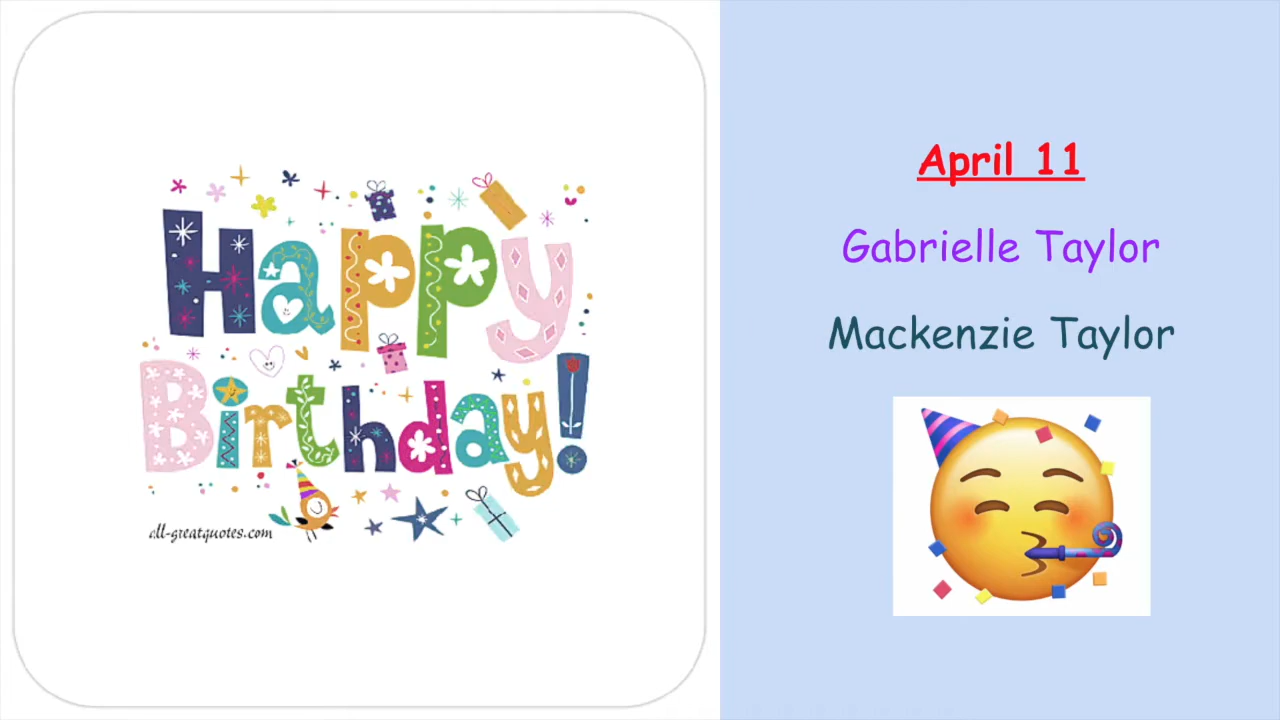 Happy
Birthday!
all-greatquotes.com
April 11
Gabrielle Taylor
Mackenzie Taylor